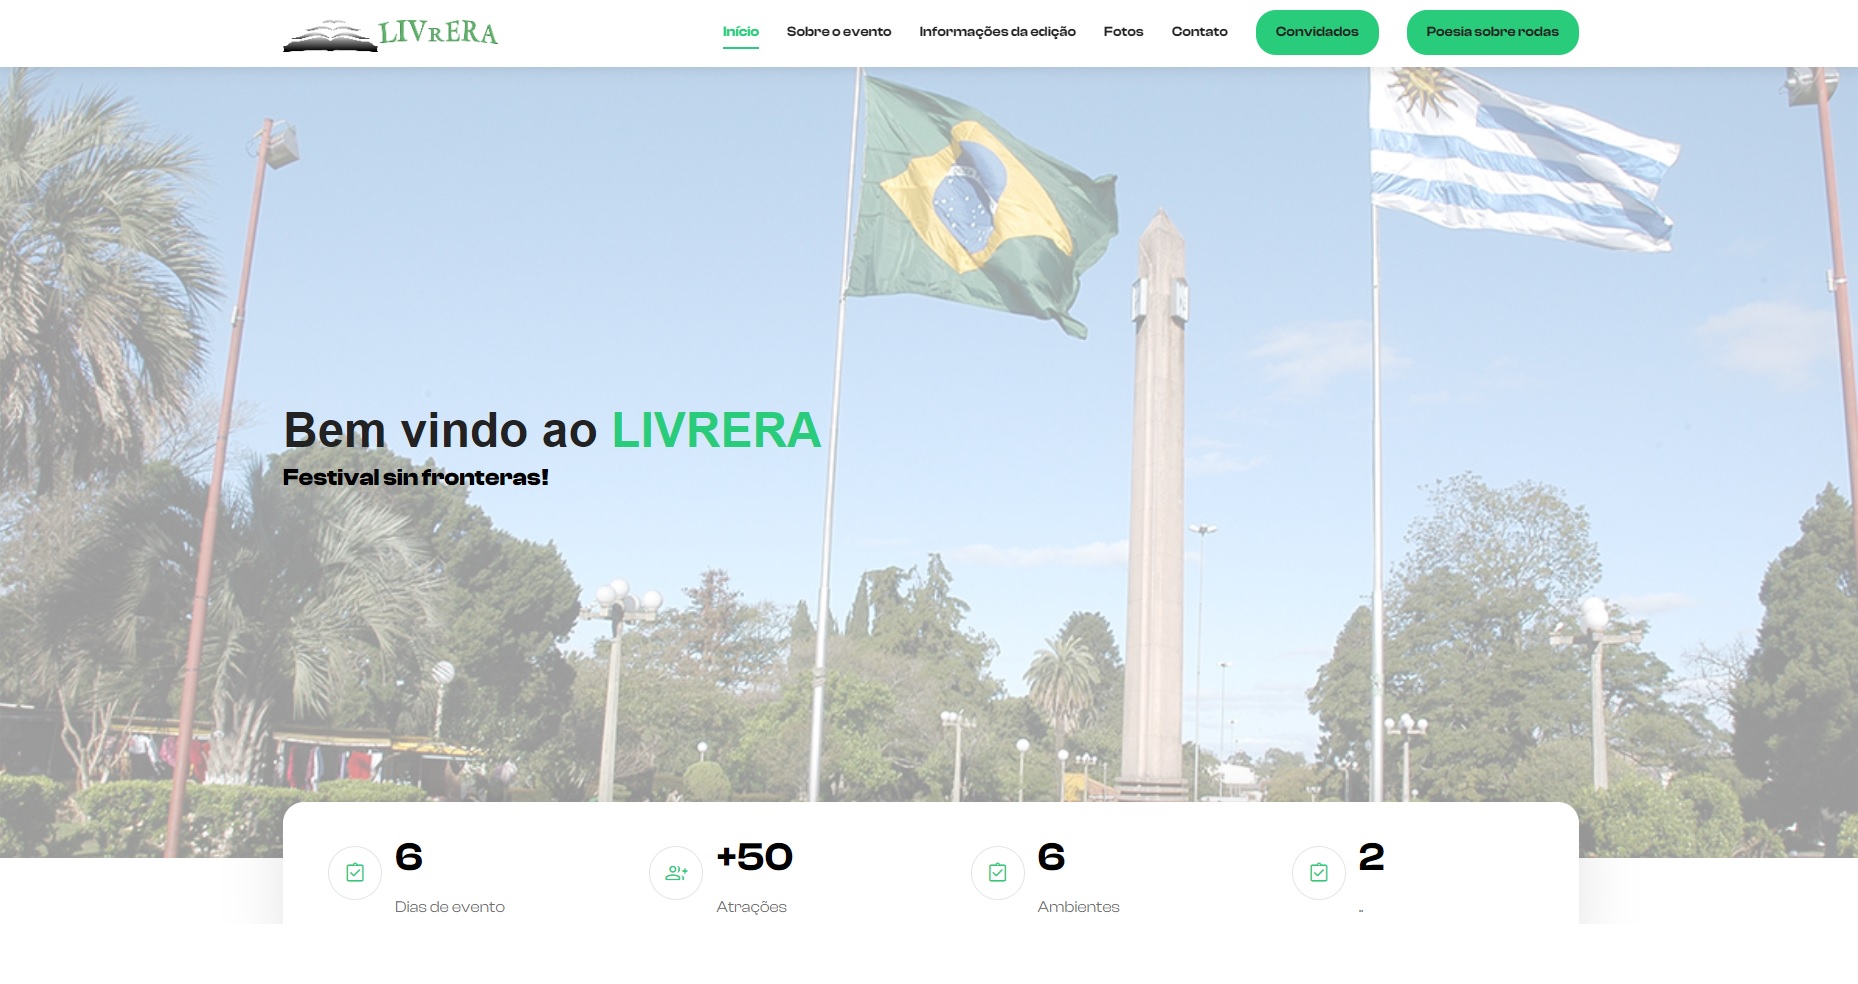 LIVRERA
Início
Sobre o evento
Informações da edição
Fotos
Contato
Convidados
Poesia sobre rodas
Bem vindo ao LIVRERA
Festival sin fronteras!
6
Dias de evento
+50
Atrações
6
Ambientes
2
..